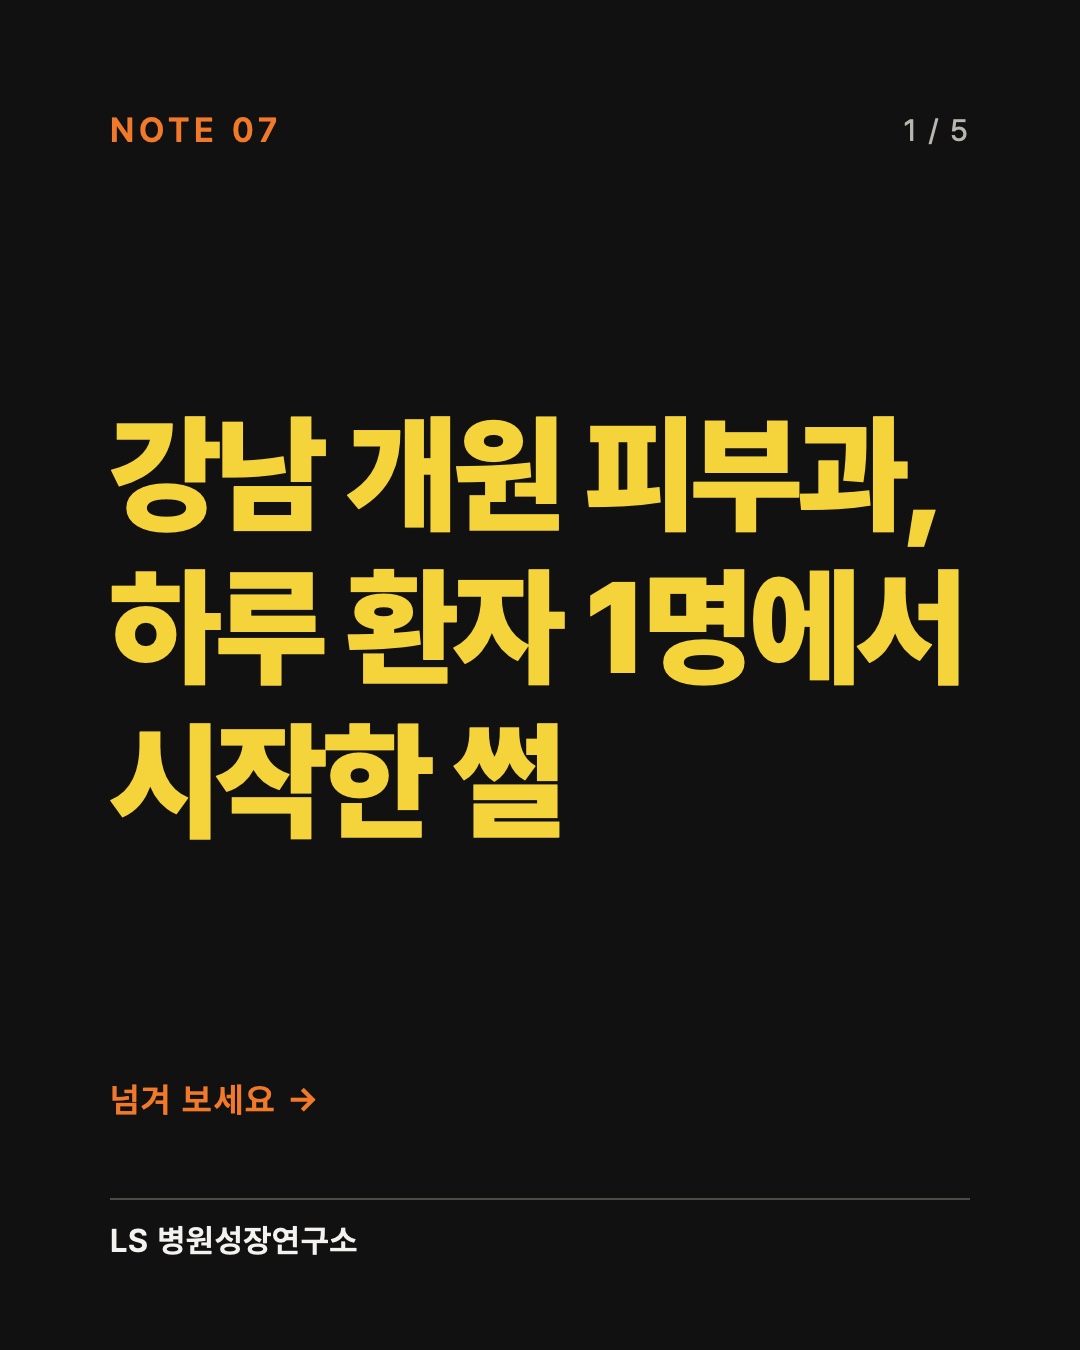 NOTE 07
1 / 5
강남 개원 피부과,
하루 환자 1명에서
시작한 썰
넘겨 보세요 →
LS 병원성장연구소